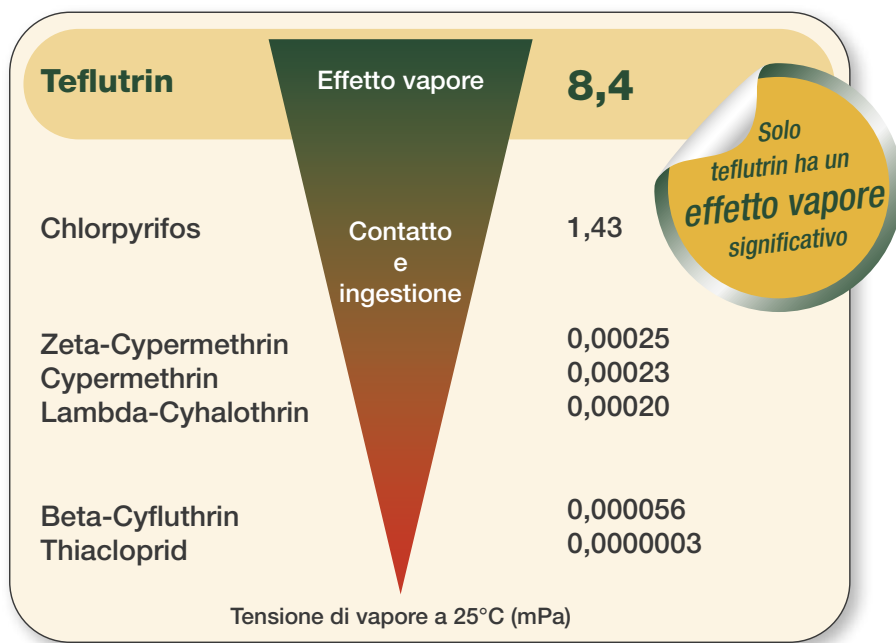 Teflutrin
Effetto vapore
8,4
Solo
teflutrin ha un
effetto vapore
significativo
Chlorpyrifos
Contatto
e
ingestione
1,43
Zeta-Cypermethrin
0,00025
Cypermethrin
0,00023
Lambda-Cyhalothrin
0,00020
Beta-Cyfluthrin
0,000056
Thiacloprid
0,0000003
Tensione di vapore a 25°C (mPa)